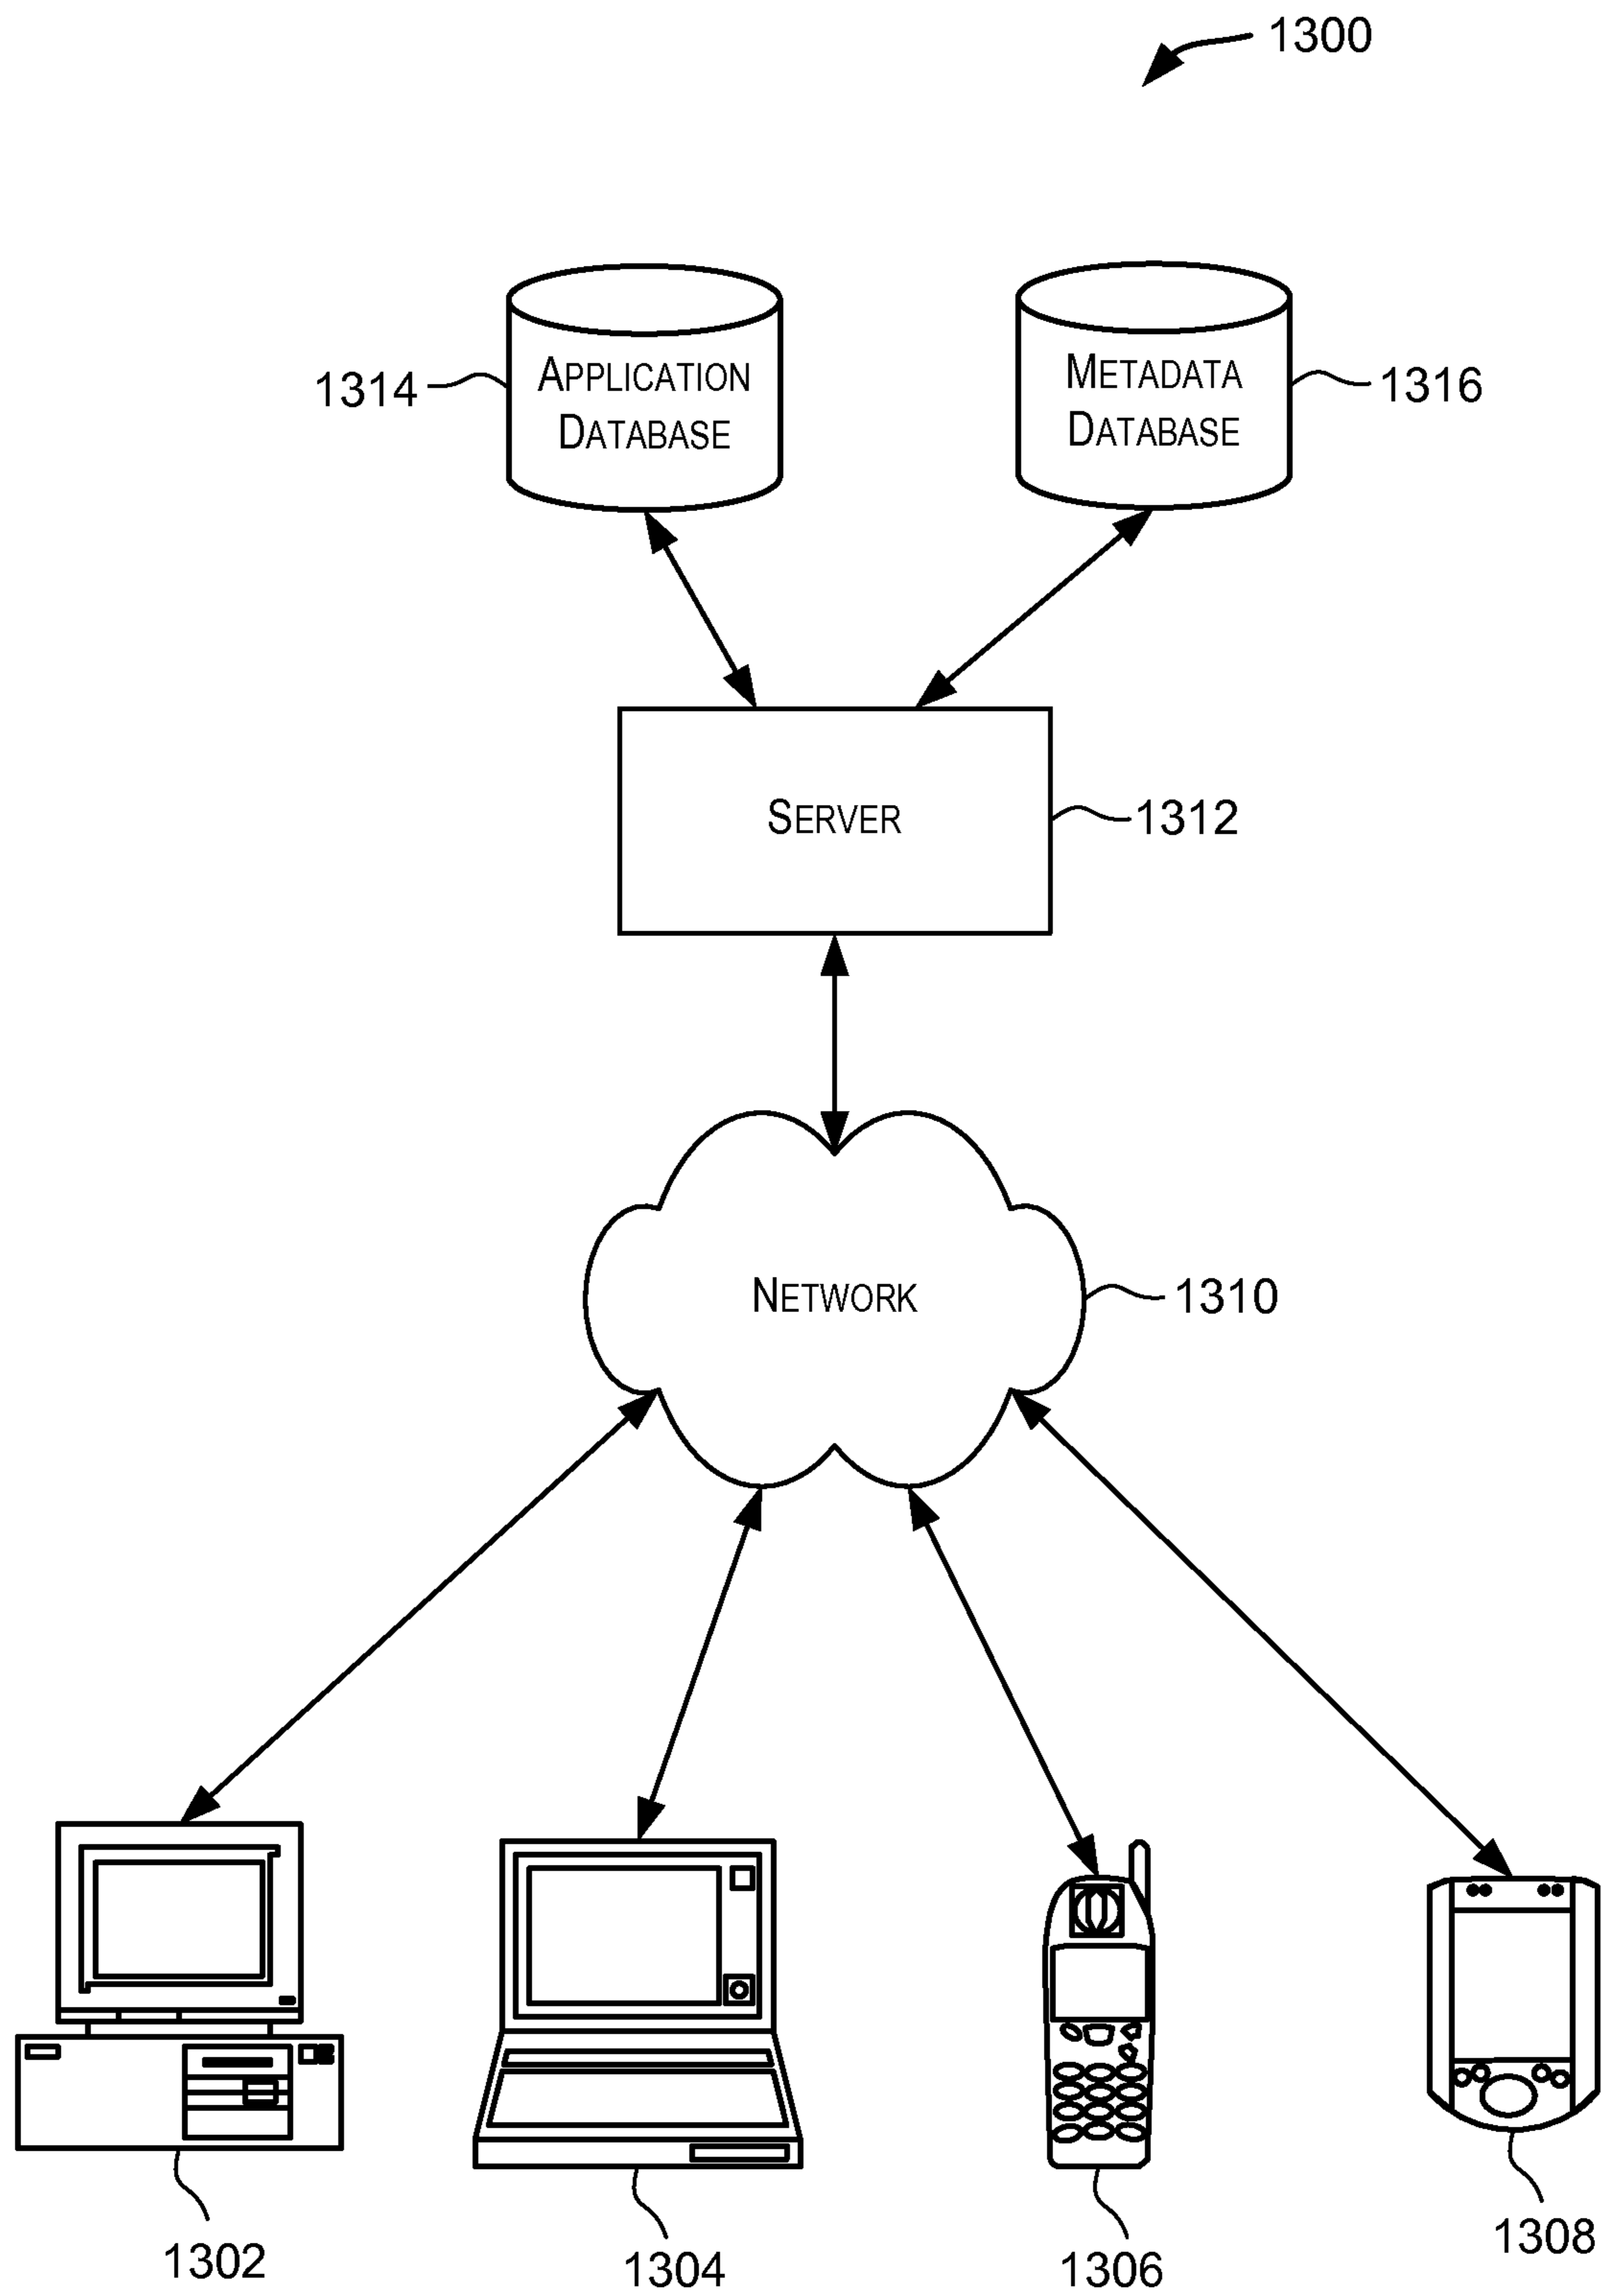 1300
APPLICATION
DATABASE
1314
METADATA
DATABASE
1316
SERVER
1312
NETWORK
1310
1302
1304
1306
1308